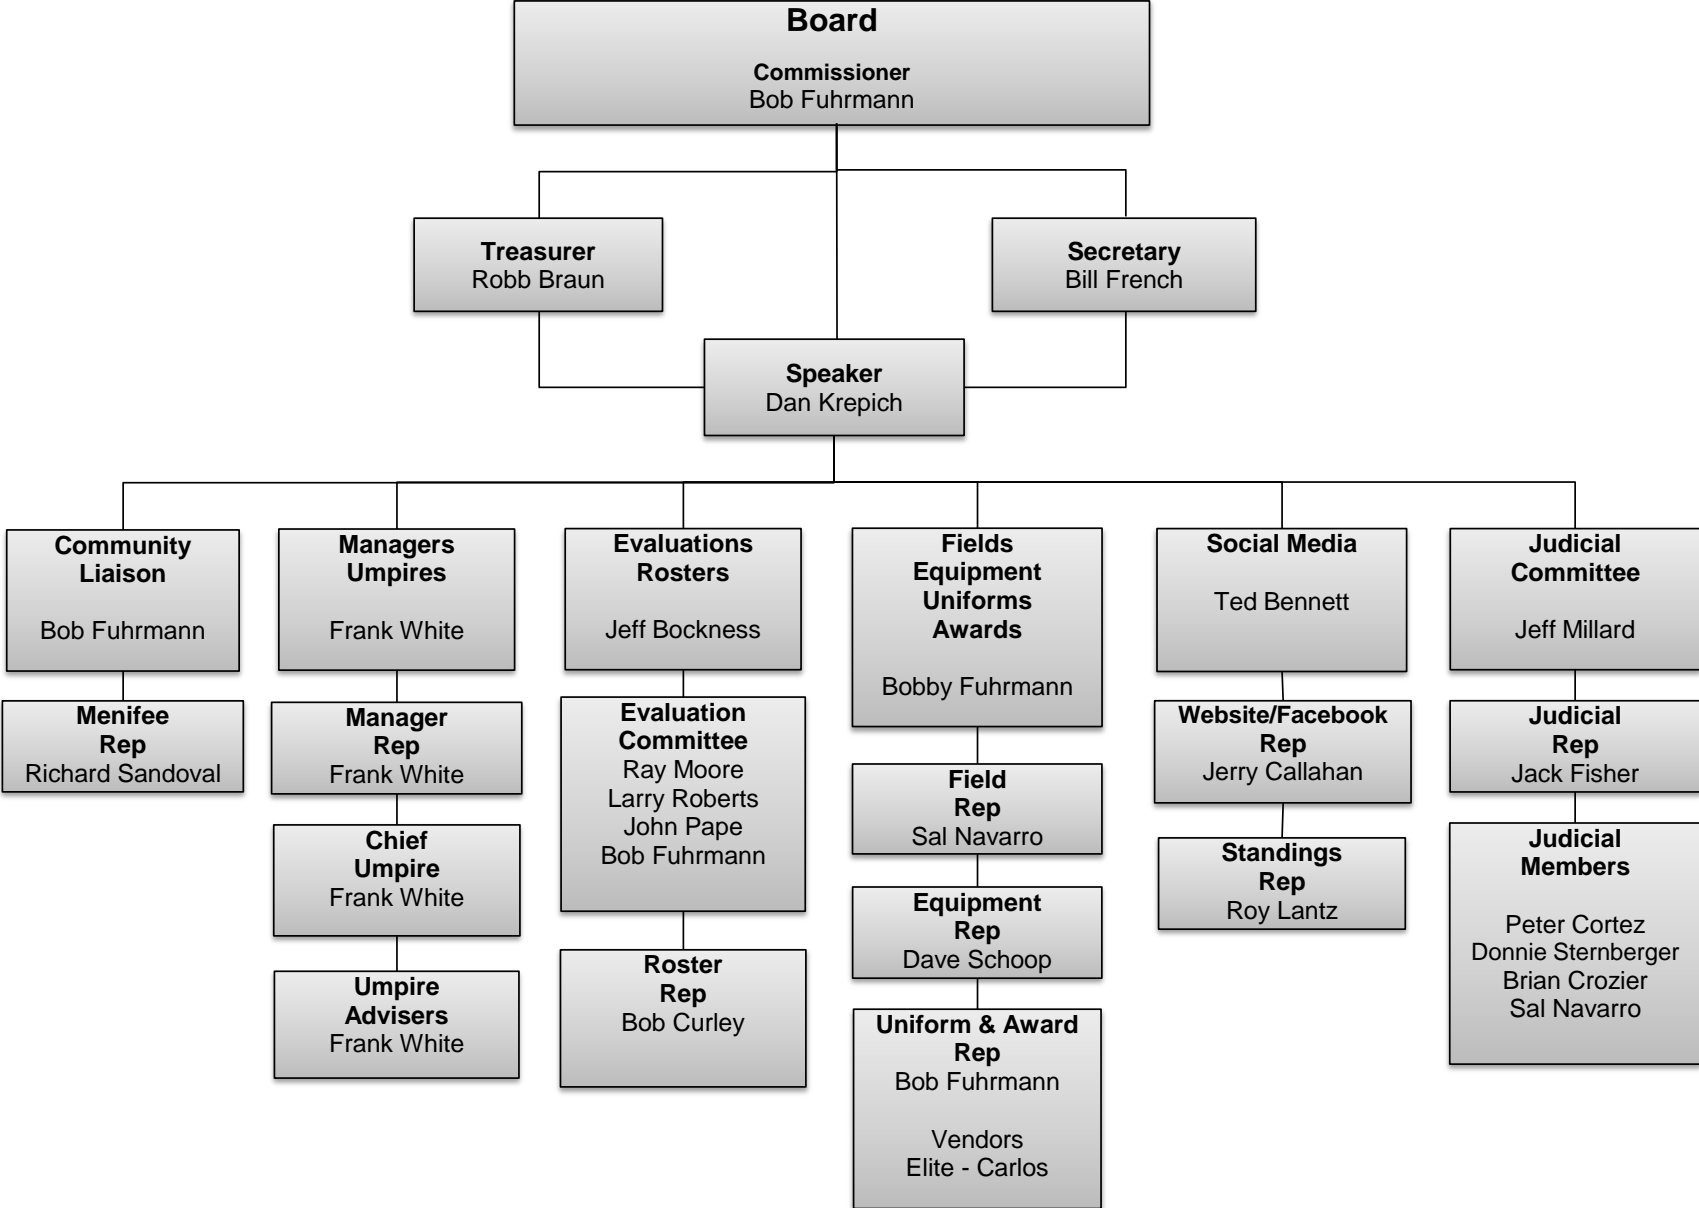 Board
Commissioner
Bob Fuhrmann
Treasurer
Robb Braun
Secretary
Bill French
Speaker
Dan Krepich
Community
Liaison
Bob Fuhrmann
Menifee
Rep
Richard Sandoval
Managers
Umpires
Frank White
Manager
Rep
Frank White
Chief
Umpire
Frank White
Umpire
Advisers
Frank White
Evaluations
Rosters
Jeff Bockness
Evaluation
Committee
Ray Moore
Larry Roberts
John Pape
Bob Fuhrmann
Roster
Rep
Bob Curley
Fields
Equipment
Uniforms
Awards
Bobby Fuhrmann
Field
Rep
Sal Navarro
Equipment
Rep
Dave Schoop
Uniform & Award
Rep
Bob Fuhrmann
Vendors
Elite - Carlos
Social Media
Ted Bennett
Website/Facebook
Rep
Jerry Callahan
Standings
Rep
Roy Lantz
Judicial
Committee
Jeff Millard
Judicial
Rep
Jack Fisher
Judicial
Members
Peter Cortez
Donnie Sternberger
Brian Crozier
Sal Navarro